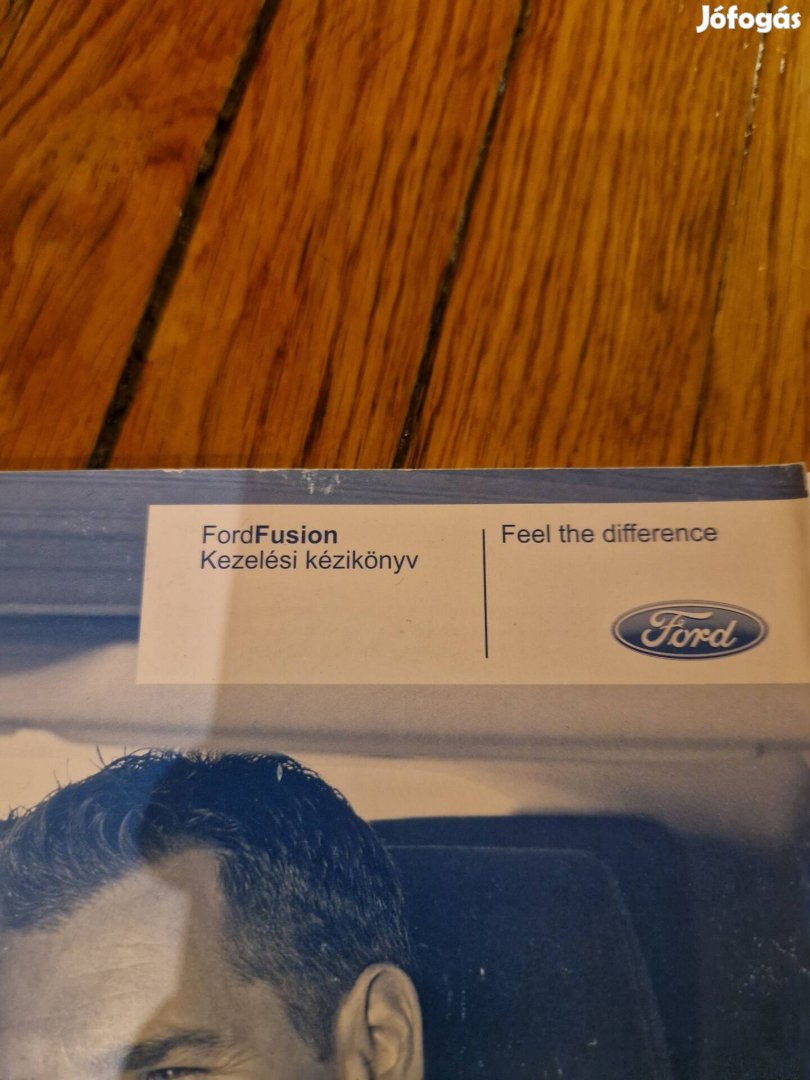 Jófogás
FordFusion
Kezelési kézikönyv
Feel the difference
Ford